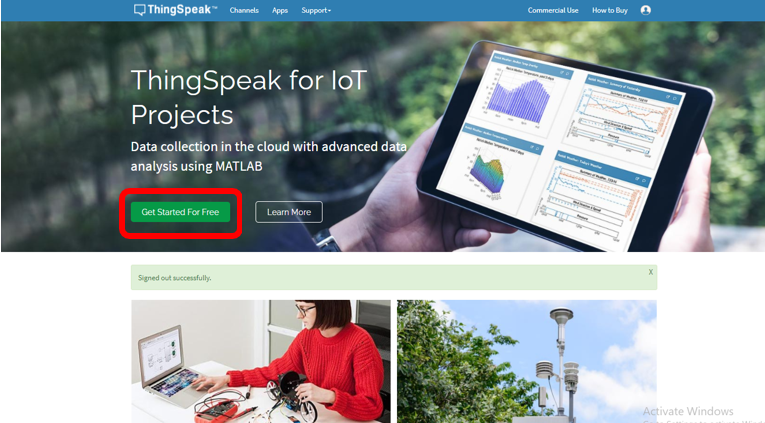 ThingSpeak™ Channels Apps Support Commercial Use How to Buy
ThingSpeak for IoT
Projects
Data collection in the cloud with advanced data
analysis using MATLAB
Get Started For Free Learn More
Signed out successfully. X
Activate Windows